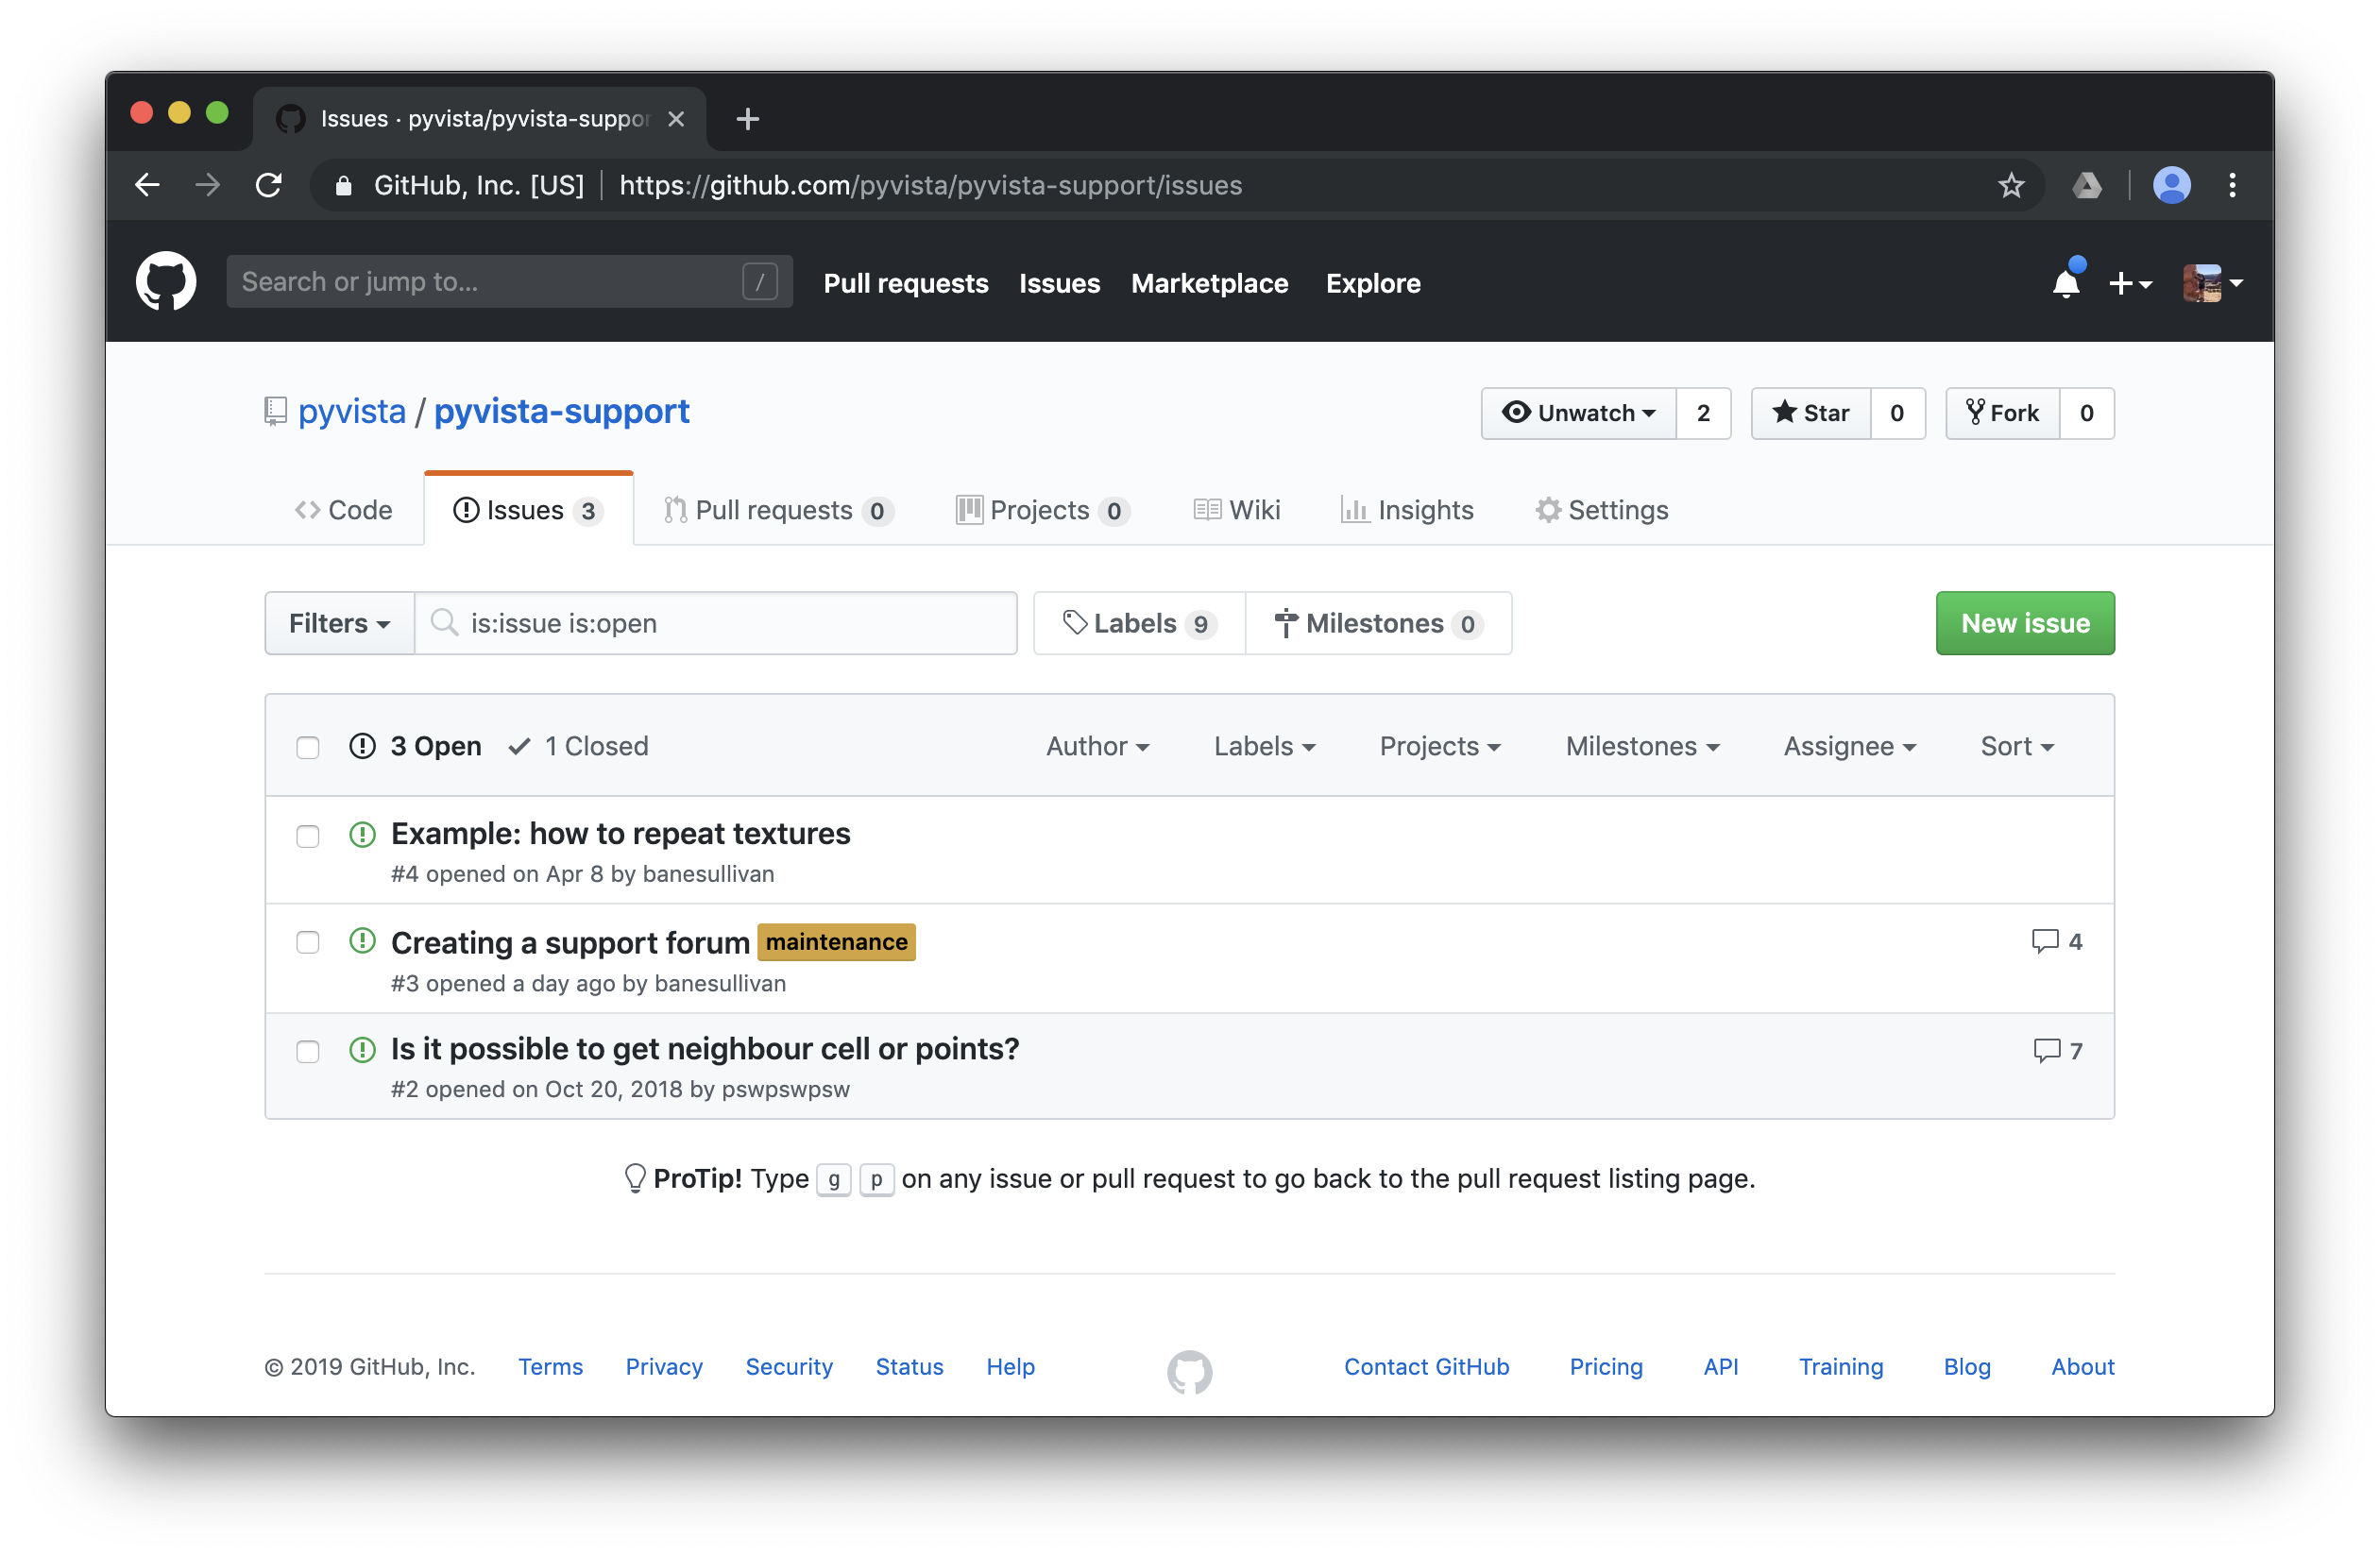 Issues · pyvista/pyvista-suppor
GitHub, Inc. [US] https://github.com/pyvista/pyvista-support/issues
Search or jump to... / Pull requests Issues Marketplace Explore
pyvista / pyvista-support Unwatch 2 Star 0 Fork 0
Code Issues 3 Pull requests 0 Projects 0 Wiki Insights Settings
Filters is:issue is:open Labels 9 Milestones 0 New issue
3 Open 1 Closed Author Labels Projects Milestones Assignee Sort
Example: how to repeat textures
#4 opened on Apr 8 by banesullivan
Creating a support forum maintenance 4
#3 opened a day ago by banesullivan
Is it possible to get neighbour cell or points? 7
#2 opened on Oct 20, 2018 by pswpswpsw
ProTip! Type g p on any issue or pull request to go back to the pull request listing page.
© 2019 GitHub, Inc. Terms Privacy Security Status Help Contact GitHub Pricing API Training Blog About